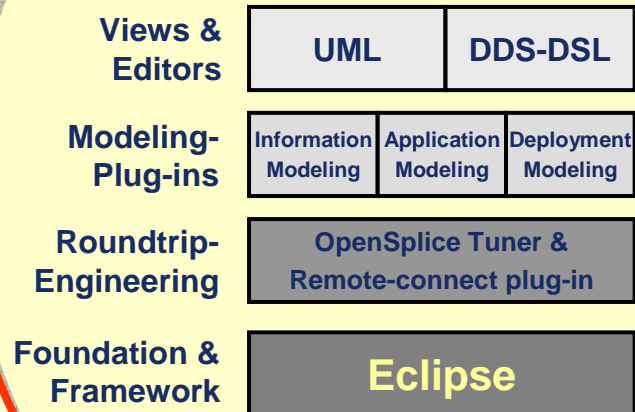 Views &
Editors
UML
DDS-DSL
Modeling-
Plug-ins
Information
Modeling
Application
Modeling
Deployment
Modeling
Roundtrip-
Engineering
OpenSplice Tuner &
Remote-connect plug-in
Foundation &
Framework
Eclipse